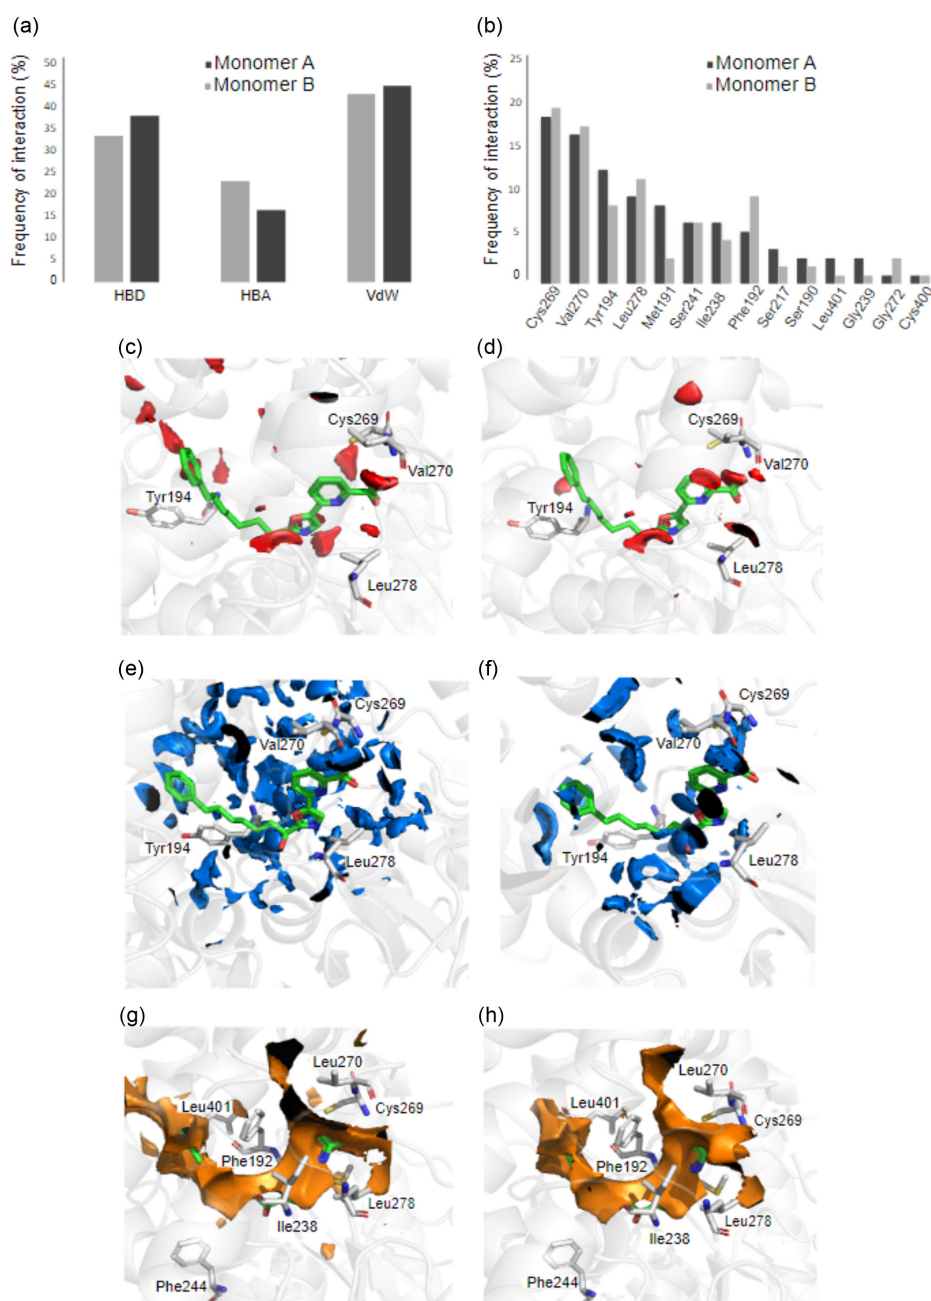 (a)
Frequency of interaction (%)
50
45
40
35
30
25
20
15
10
5
0
Monomer A
Monomer B
HBD
HBA
VdW
(b)
Frequency of interaction (%)
25
20
15
10
5
0
Monomer A
Monomer B
Cys269
Val270
Tyr194
Leu278
Met191
Ser241
Ile238
Phe192
Ser217
Ser190
Leu401
Gly239
Gly272
Cys400
(c)
Cys269
Val270
Tyr194
Leu278
(d)
Cys269
Val270
Tyr194
Leu278
(e)
Cys269
Val270
Tyr194
Leu278
(f)
Cys269
Val270
Tyr194
Leu278
(g)
Leu270
Leu401
Cys269
Phe192
Leu278
Ile238
Phe244
(h)
Leu270
Leu401
Cys269
Phe192
Leu278
Ile238
Phe244